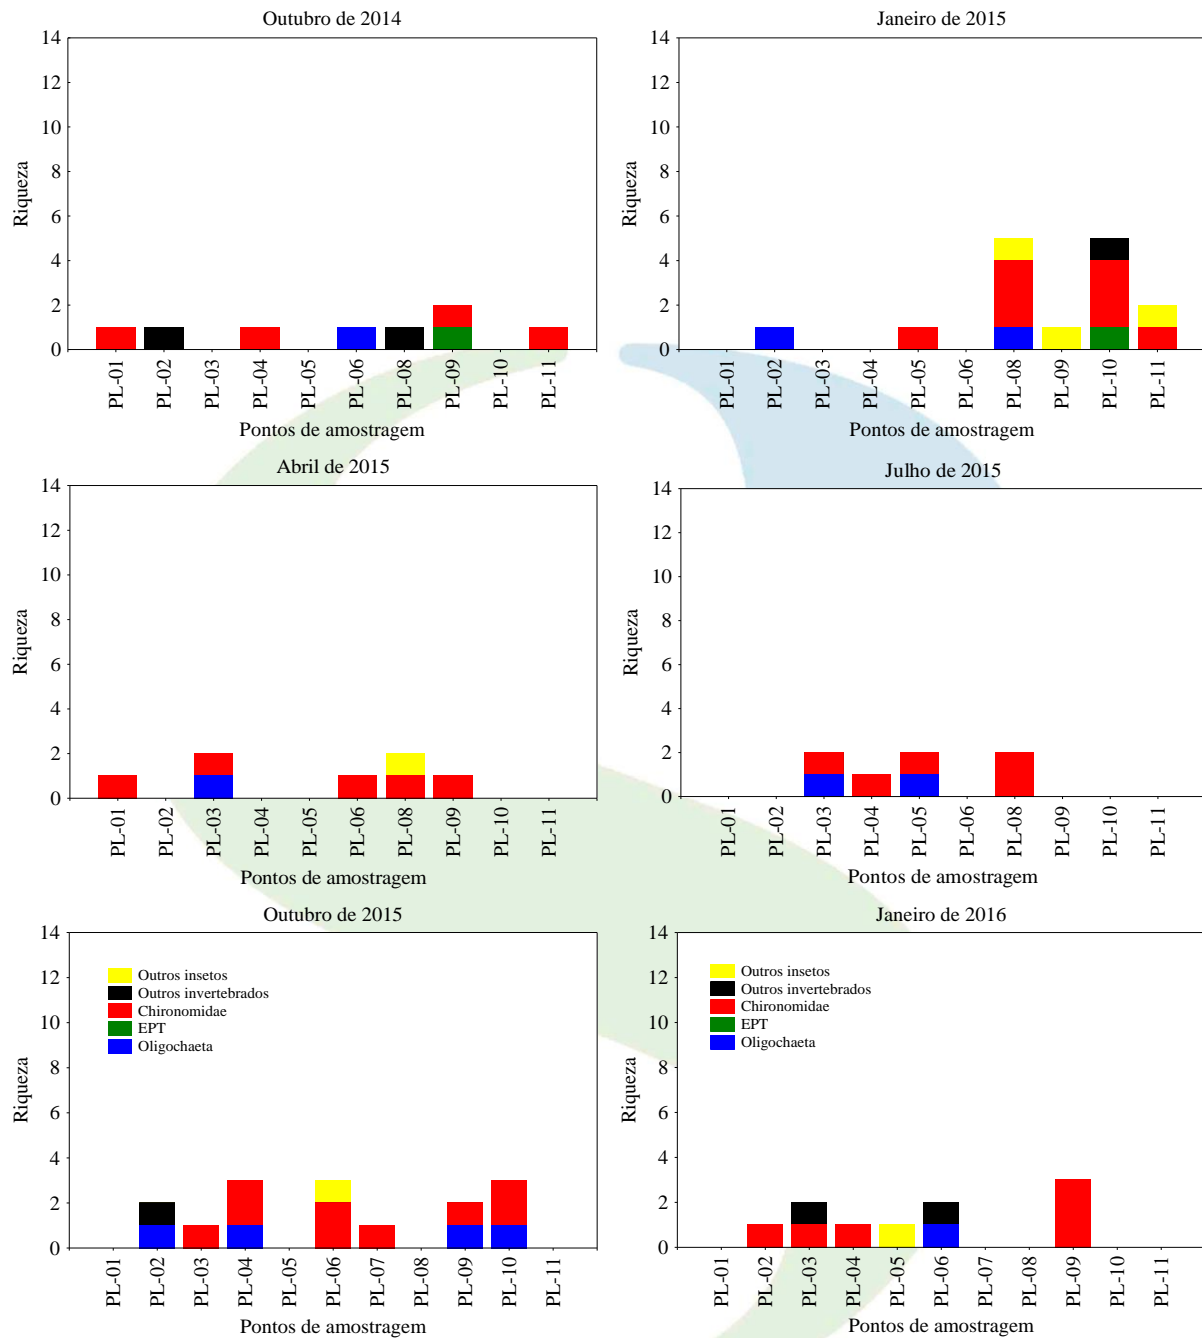 Outubro de 2014
14
12
10
8
6
4
2
0
Riqueza
PL-01
PL-02
PL-03
PL-04
PL-05
PL-06
PL-08
PL-09
PL-10
PL-11
Pontos de amostragem
Janeiro de 2015
14
12
10
8
6
4
2
0
Riqueza
PL-01
PL-02
PL-03
PL-04
PL-05
PL-06
PL-08
PL-09
PL-10
PL-11
Pontos de amostragem
Abril de 2015
14
12
10
8
6
4
2
0
Riqueza
PL-01
PL-02
PL-03
PL-04
PL-05
PL-06
PL-08
PL-09
PL-10
PL-11
Pontos de amostragem
Julho de 2015
14
12
10
8
6
4
2
0
Riqueza
PL-01
PL-02
PL-03
PL-04
PL-05
PL-06
PL-08
PL-09
PL-10
PL-11
Pontos de amostragem
Outubro de 2015
14
12
10
8
6
4
2
0
Riqueza
Outros insetos
Outros invertebrados
Chironomidae
EPT
Oligochaeta
PL-01
PL-02
PL-03
PL-04
PL-05
PL-06
PL-07
PL-08
PL-09
PL-10
PL-11
Pontos de amostragem
Janeiro de 2016
14
12
10
8
6
4
2
0
Riqueza
Outros insetos
Outros invertebrados
Chironomidae
EPT
Oligochaeta
PL-01
PL-02
PL-03
PL-04
PL-05
PL-06
PL-07
PL-08
PL-09
PL-10
PL-11
Pontos de amostragem